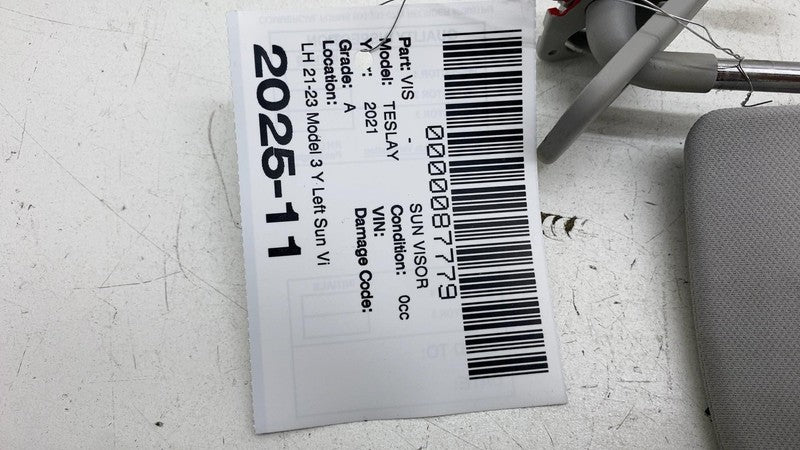 0000087779
Part: VIS - SUN VISOR
Model: TESLAY Condition: 0cc
2021 VIN:
Grade: A Damage Code:
Location:
LH 21-23 Model 3 Y Left Sun Vi
2025-11